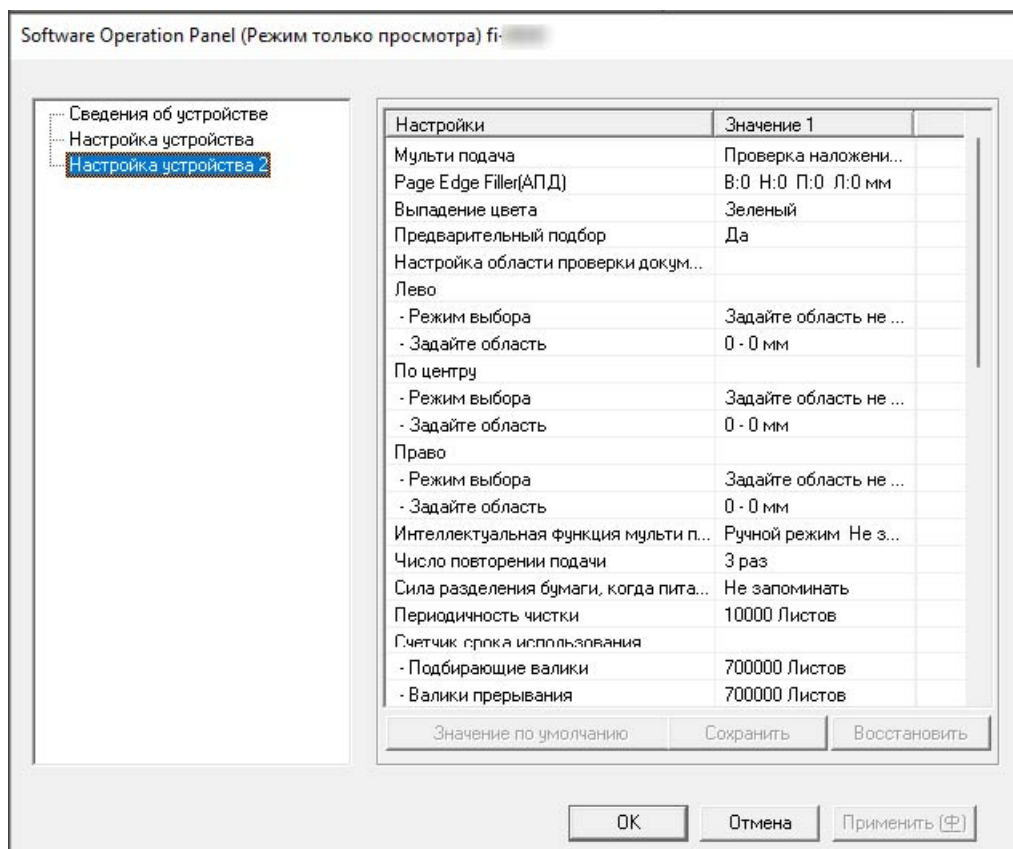 Software Operation Panel (Режим только просмотра) fi-
Сведения об устройстве
Настройка устройства
Настройка устройства 2
Настройки Значение 1
Мульти подача Проверка наложени...
Page Edge Filler(АПД) В:0 Н:0 П:0 Л:0 мм
Выпадение цвета Зеленый
Предварительный подбор Да
Настройка области проверки докум...
Лево
- Режим выбора Задайте область не ...
- Задайте область 0 - 0 мм
По центру
- Режим выбора Задайте область не ...
- Задайте область 0 - 0 мм
Право
- Режим выбора Задайте область не ...
- Задайте область 0 - 0 мм
Интеллектуальная функция мульти п... Ручной режим Не з...
Число повторении подачи 3 раз
Сила разделения бумаги, когда пита... Не запоминать
Периодичность чистки 10000 Листов
Счетчик срока использования
- Подбирающие валики 700000 Листов
- Валики прерывания 700000 Листов
Значение по умолчанию Сохранить Восстановить
OK Отмена Применить (中)